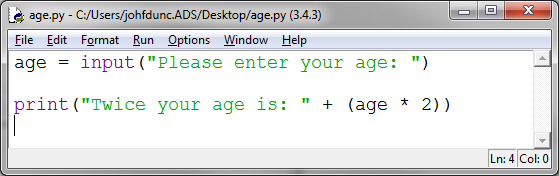 age.py - C:/Users/johfdunc.ADS/Desktop/age.py (3.4.3)
File Edit Format Run Options Window Help
age = input("Please enter your age: ")
print("Twice your age is: " + (age * 2))
Ln: 4 Col: 0